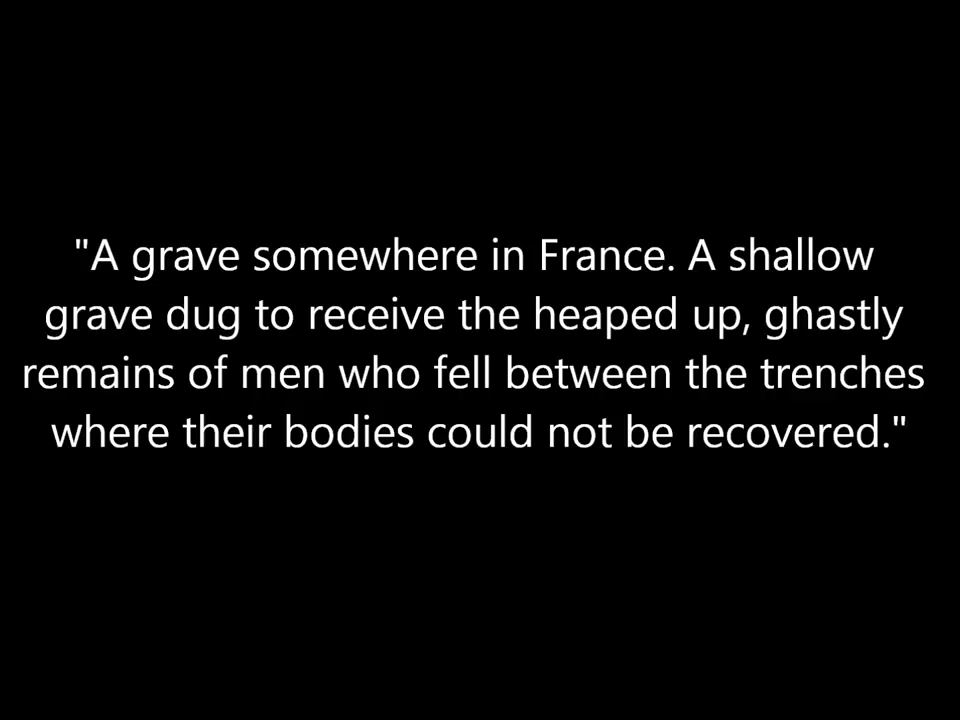 "A grave somewhere in France. A shallow
grave dug to receive the heaped up, ghastly
remains of men who fell between the trenches
where their bodies could not be recovered."